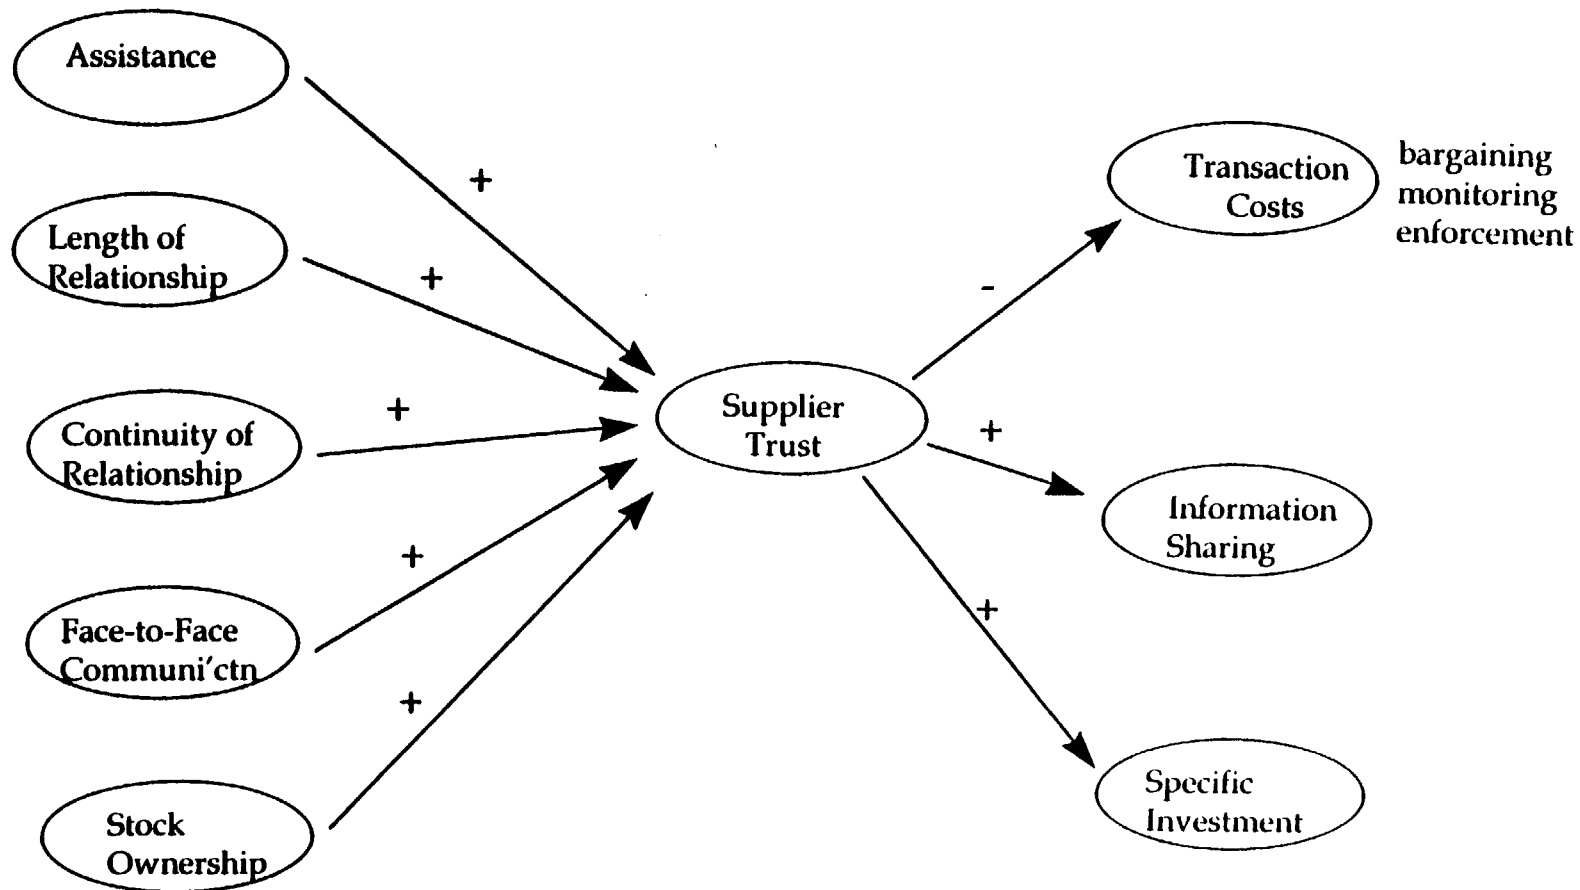 Assistance
+
Length of
Relationship
+
Continuity of
Relationship
+
Face-to-Face
Communi'ctn
+
Stock
Ownership
+
Supplier
Trust
-
Transaction
Costs
bargaining
monitoring
enforcement
+
Information
Sharing
+
Specific
Investment